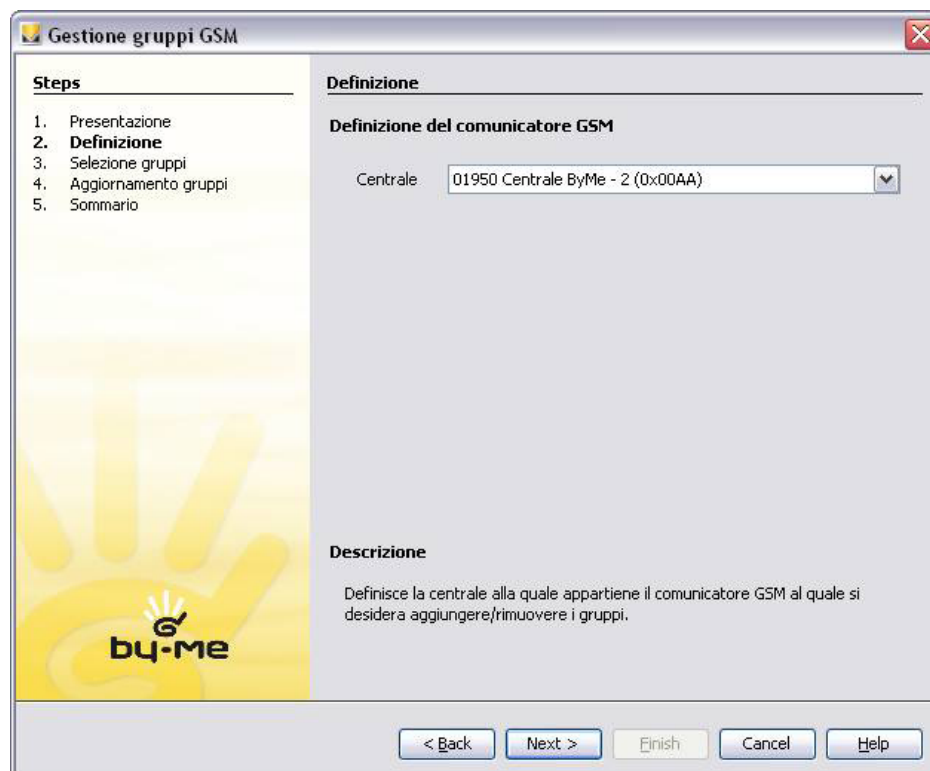 Gestione gruppi GSM
Steps
1. Presentazione
2. Definizione
3. Selezione gruppi
4. Aggiornamento gruppi
5. Sommario
by-me
Definizione
Definizione del comunicatore GSM
Centrale 01950 Centrale ByMe - 2 (0x00AA)
Descrizione
Definisce la centrale alla quale appartiene il comunicatore GSM al quale si
desidera aggiungere/rimuovere i gruppi.
< Back Next > Finish Cancel Help